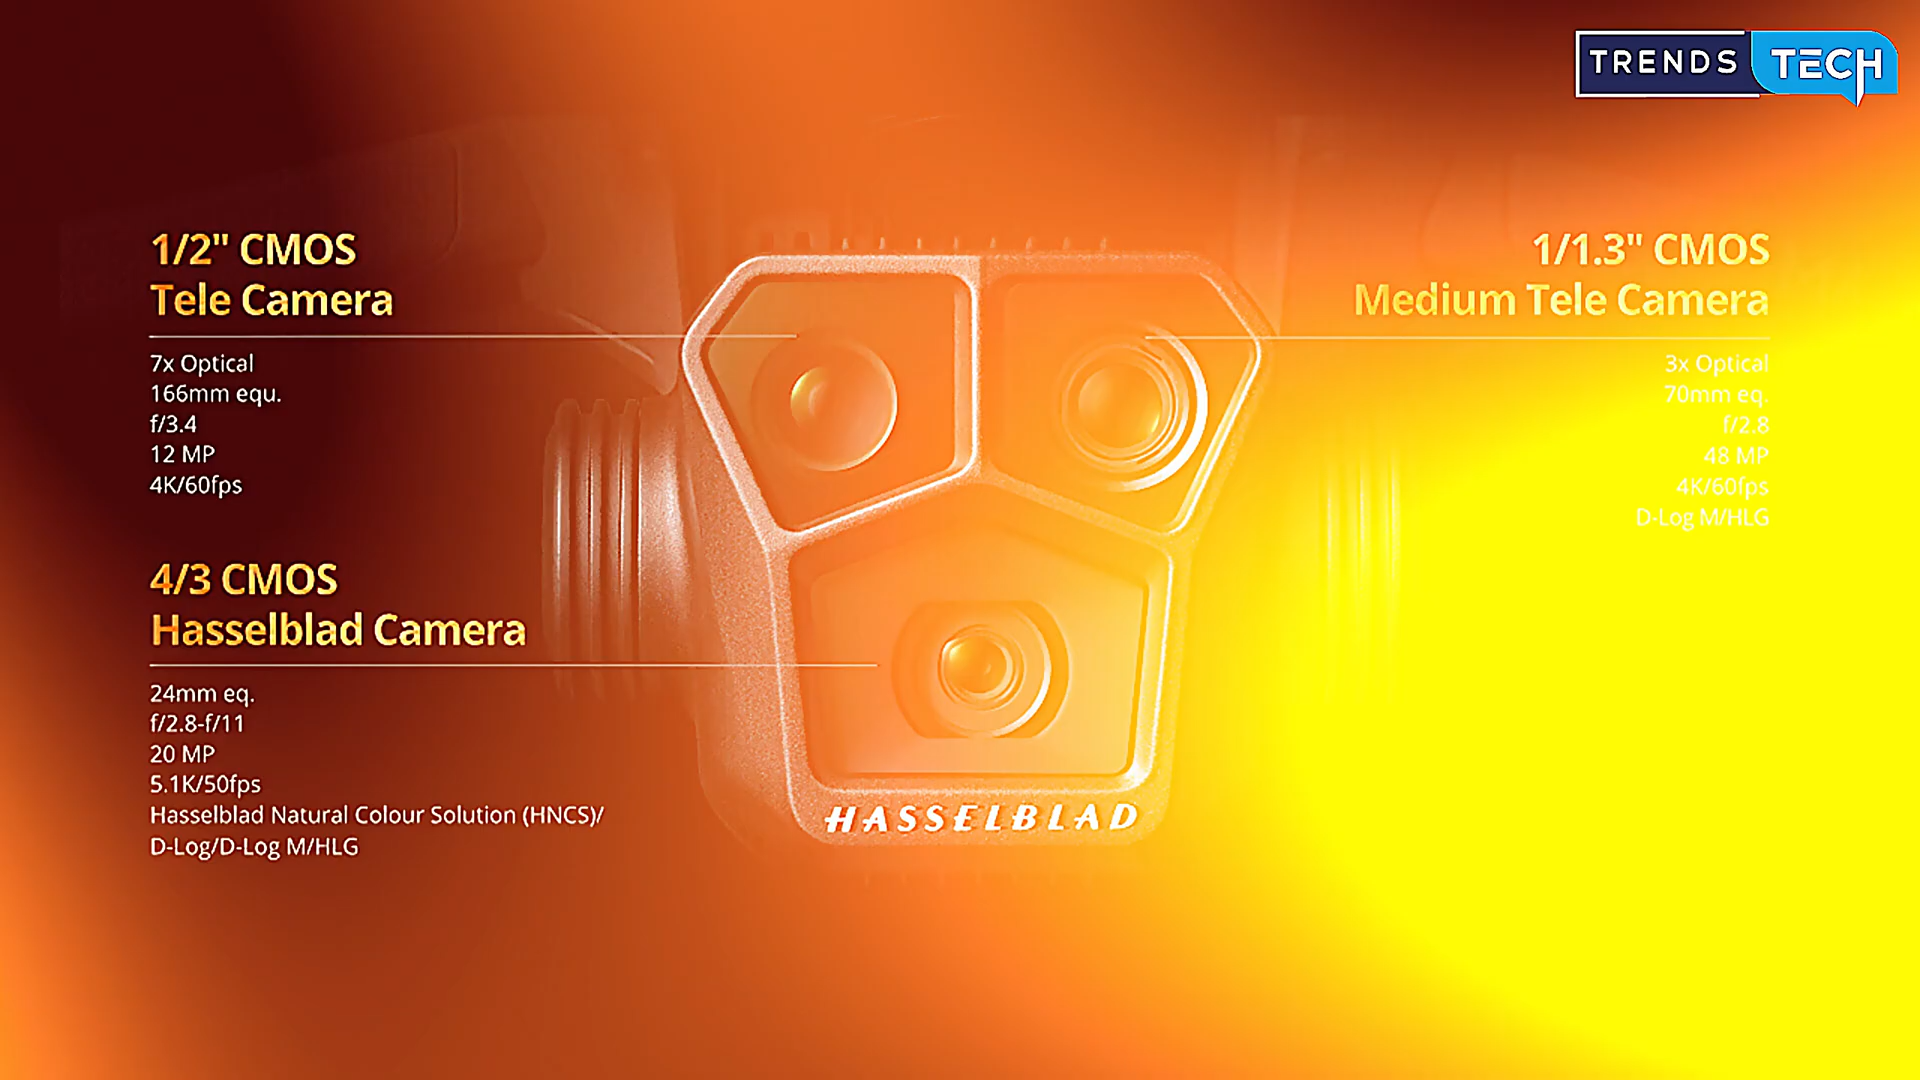 TRENDS TECH
1/2" CMOS
Tele Camera
7x Optical
166mm equ.
f/3.4
12 MP
4K/60fps
1/1.3" CMOS
Medium Tele Camera
3x Optical
70mm eq.
f/2.8
48 MP
4K/60fps
D-Log M/HLG
4/3 CMOS
Hasselblad Camera
24mm eq.
f/2.8-f/11
20 MP
5.1K/50fps
Hasselblad Natural Colour Solution (HNCS)/
D-Log/D-Log M/HLG
HASSELBLAD